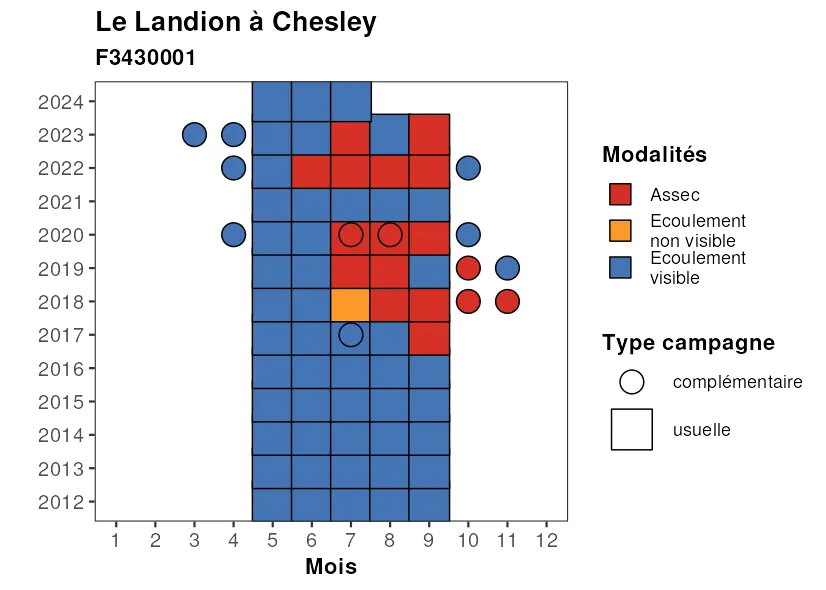 Le Landion à Chesley
F3430001
2024
2023
2022
2021
2020
2019
2018
2017
2016
2015
2014
2013
2012
1 2 3 4 5 6 7 8 9 10 11 12
Mois
Modalités
Assec
Ecoulement
non visible
Ecoulement
visible
Type campagne
complémentaire
usuelle